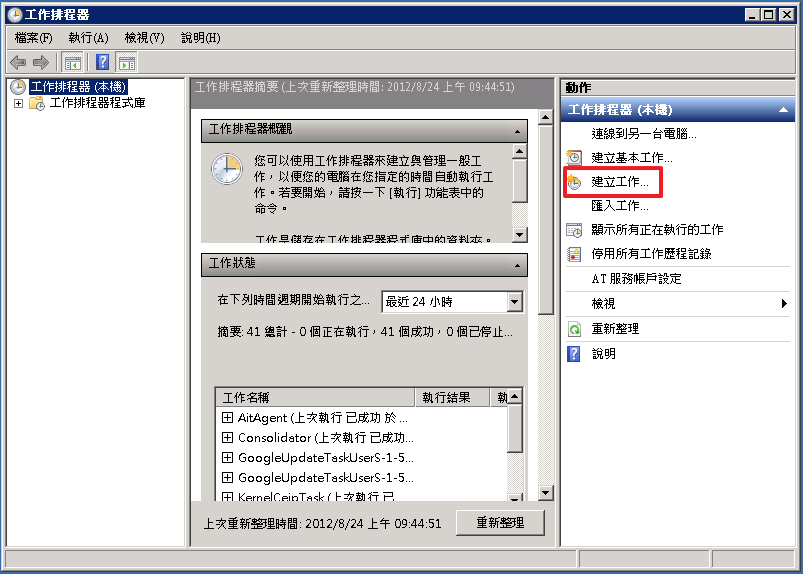 工作排程器
檔案(F) 執行(A) 檢視(V) 說明(H)
工作排程器 (本機)
工作排程器程式庫
工作排程器摘要 (上次重新整理時間: 2012/8/24 上午 09:44:51)
工作排程器概觀
您可以使用工作排程器來建立與管理一般工
作，以便您的電腦在您指定的時間自動執行工
作。若要開始，請按一下 [執行] 功能表中的
命令。
工作是儲存在工作排程器程式庫中的資料夾。
工作狀態
在下列時間週期開始執行之... 最近 24 小時
摘要: 41 總計 - 0 個正在執行，41 個成功，0 個已停止...
工作名稱 執行結果 執
AitAgent (上次執行 已成功 於 ...
Consolidator (上次執行 已成功...
GoogleUpdateTaskUserS-1-5...
GoogleUpdateTaskUserS-1-5...
KernelCeipTask (上次執行 已
上次重新整理時間: 2012/8/24 上午 09:44:51 重新整理
動作
工作排程器 (本機)
連線到另一台電腦...
建立基本工作...
建立工作...
匯入工作...
顯示所有正在執行的工作
停用所有工作歷程記錄
AT 服務帳戶設定
檢視
重新整理
說明